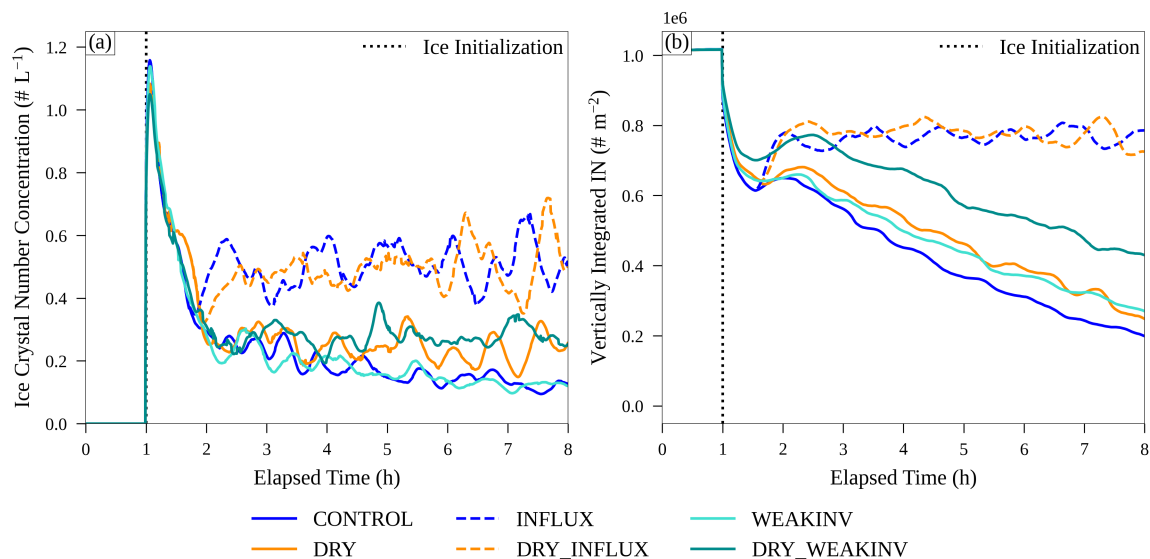 1e6
(a)
Ice Initialization
(b)
Ice Initialization
Ice Crystal Number Concentration (# L⁻¹)
1.2
1.0
0.8
0.6
0.4
0.2
0.0
0 1 2 3 4 5 6 7 8
Elapsed Time (h)
Vertically Integrated IN (# m⁻²)
1.0
0.8
0.6
0.4
0.2
0.0
0 1 2 3 4 5 6 7 8
Elapsed Time (h)
CONTROL INFLUX WEAKINV
DRY DRY_INFLUX DRY_WEAKINV